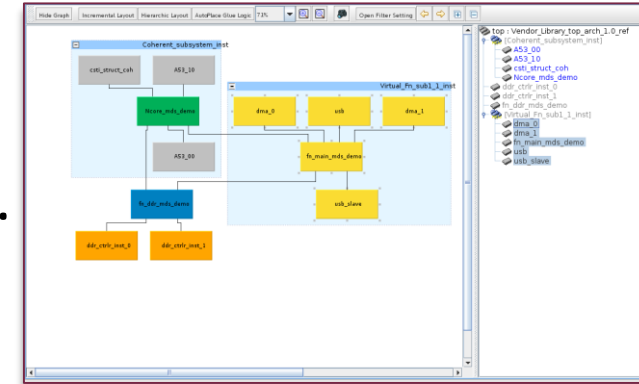 Hide Graph Incremental Layout Hierarchic Layout AutoPlace Glue Logic 73% Open Filter Setting
Coherent_subsystem_inst
csti_struct_coh A53_10
Ncore_mds_demo
A53_00
Virtual_Fn_sub1_1_inst
dma_0 usb dma_1
fn_main_mds_demo
usb_slave
fn_ddr_mds_demo
ddr_ctrlr_inst_0 ddr_ctrlr_inst_1
top : Vendor_Library_top_arch_1.0_ref
[Coherent_subsystem_inst]
A53_00
A53_10
csti_struct_coh
Ncore_mds_demo
ddr_ctrlr_inst_0
ddr_ctrlr_inst_1
fn_ddr_mds_demo
[Virtual_Fn_sub1_1_inst]
dma_0
dma_1
fn_main_mds_demo
usb
usb_slave